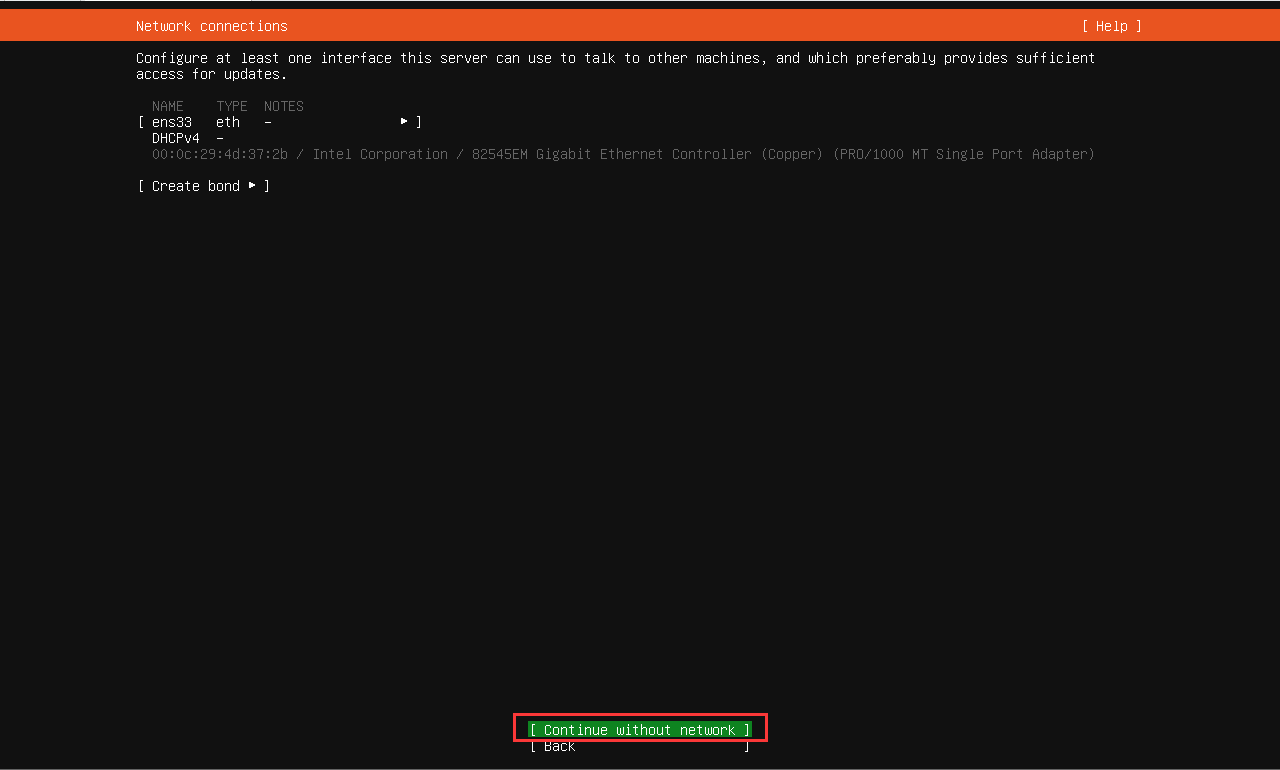 Network connections [ Help ]
Configure at least one interface this server can use to talk to other machines, and which preferably provides sufficient
access for updates.
NAME TYPE NOTES
[ ens33 eth – ▸ ]
DHCPv4 –
00:0c:29:4d:37:2b / Intel Corporation / 82545EM Gigabit Ethernet Controller (Copper) (PRO/1000 MT Single Port Adapter)
[ Create bond ▸ ]
[ Continue without network ]
[ Back ]